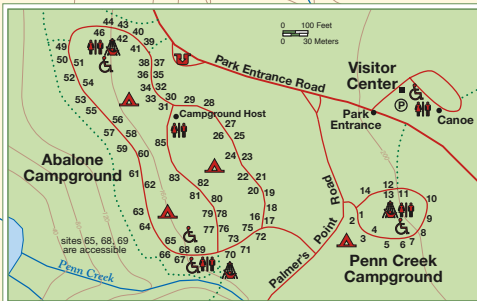 44 43
46 42 40
49 41 39
50 51 38 37
52 54 36 35
53 34 32
55 33 30 29 28
56 31
0 100 Feet
0 30 Meters
Park Entrance Road
Visitor
Center
P
Park
Entrance
Canoe
Campground Host
27
58 57 26 25
59 85 24 23
60 22 21
Abalone
Campground
61 83 82 20 19
62 81 18
63 80 17
64 79 78 16
65 77 76 75 72
68 69 73
66 67 70 71
sites 65, 68, 69
are accessible
Penn Creek
Palmer's Point Road
14 12
13 11 10
2 1 9
3 4 8
5 6 7
Penn Creek
Campground